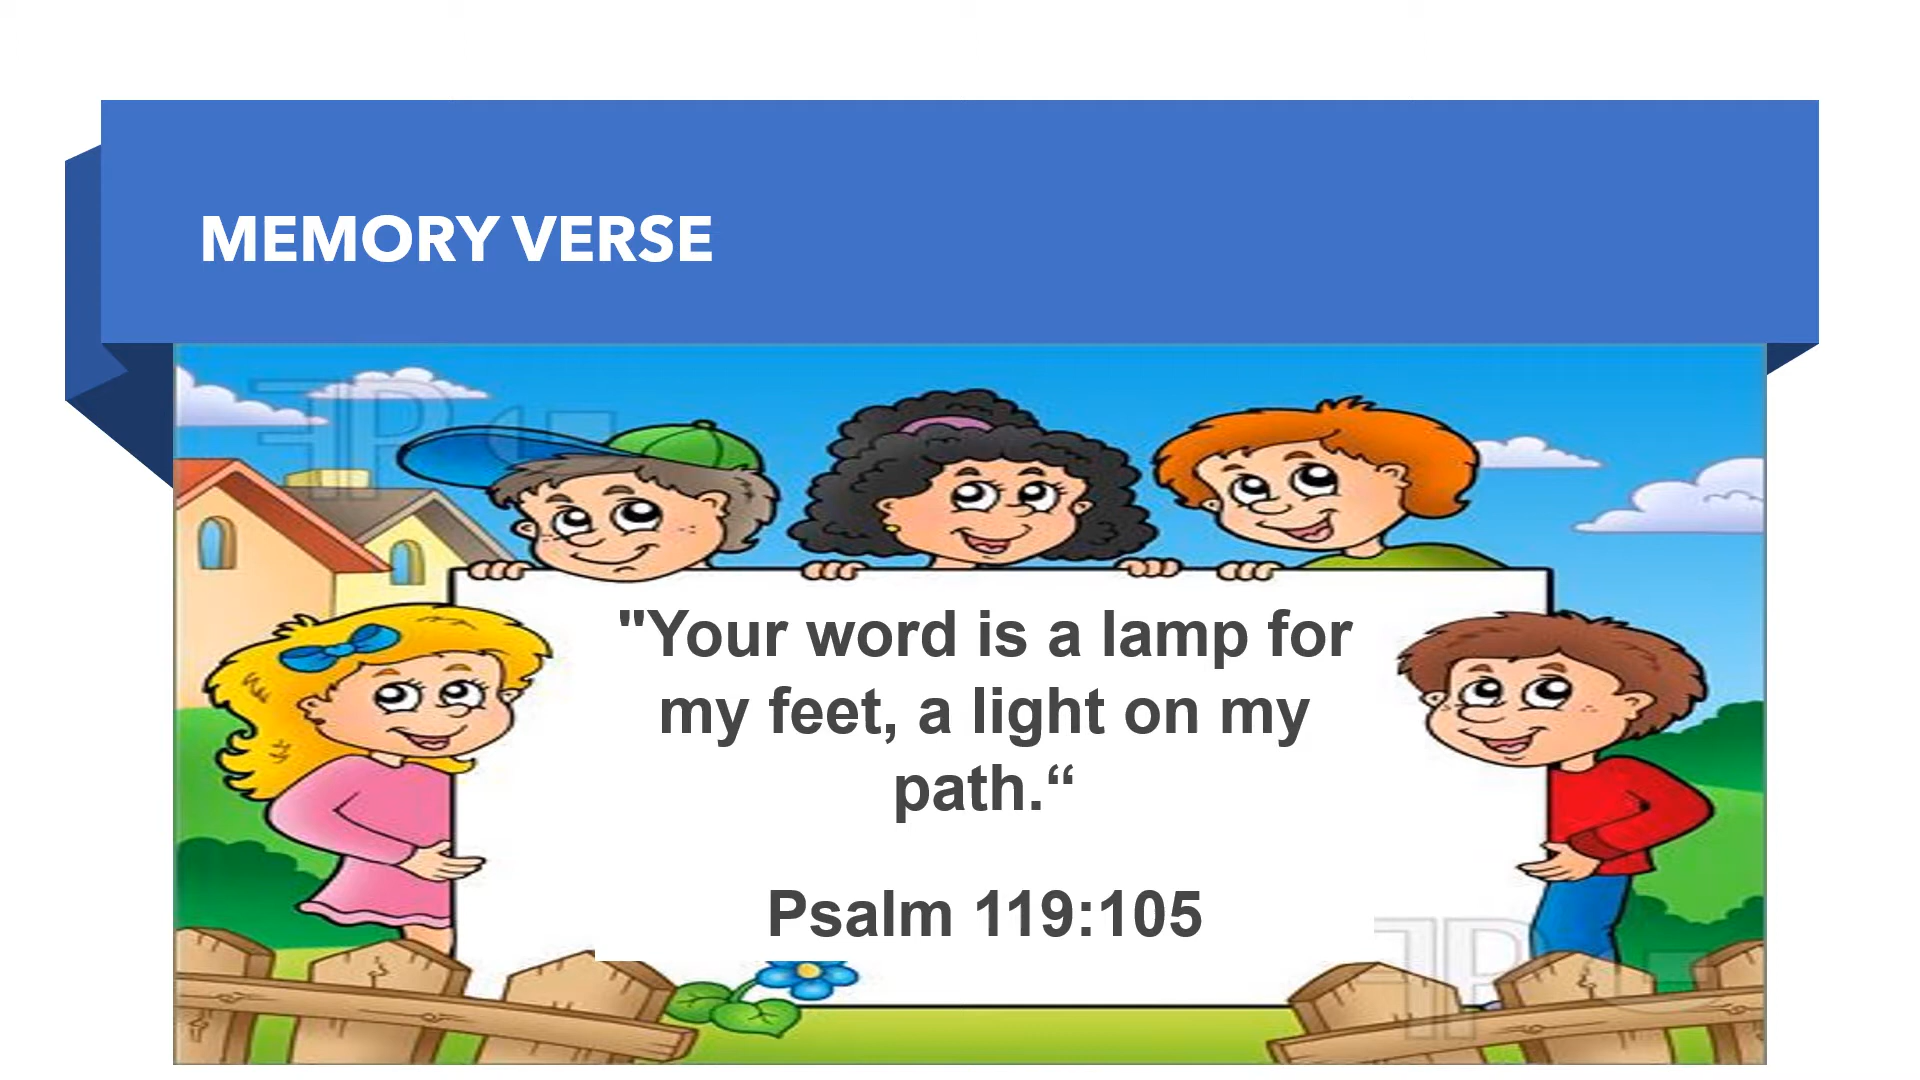 MEMORY VERSE
"Your word is a lamp for
my feet, a light on my
path.“
Psalm 119:105